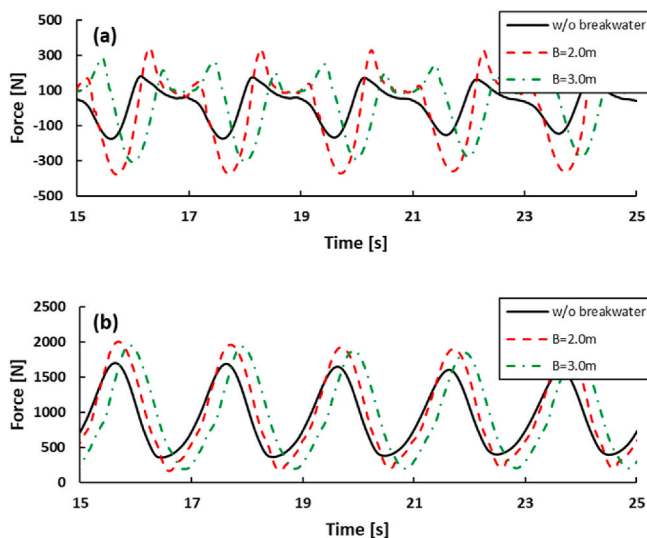 (a)
w/o breakwater
B=2.0m
B=3.0m
Force [N]
500
300
100
-100
-300
-500
15 17 19 21 23 25
Time [s]
(b)
w/o breakwater
B=2.0m
B=3.0m
Force [N]
2500
2000
1500
1000
500
0
15 17 19 21 23 25
Time [s]